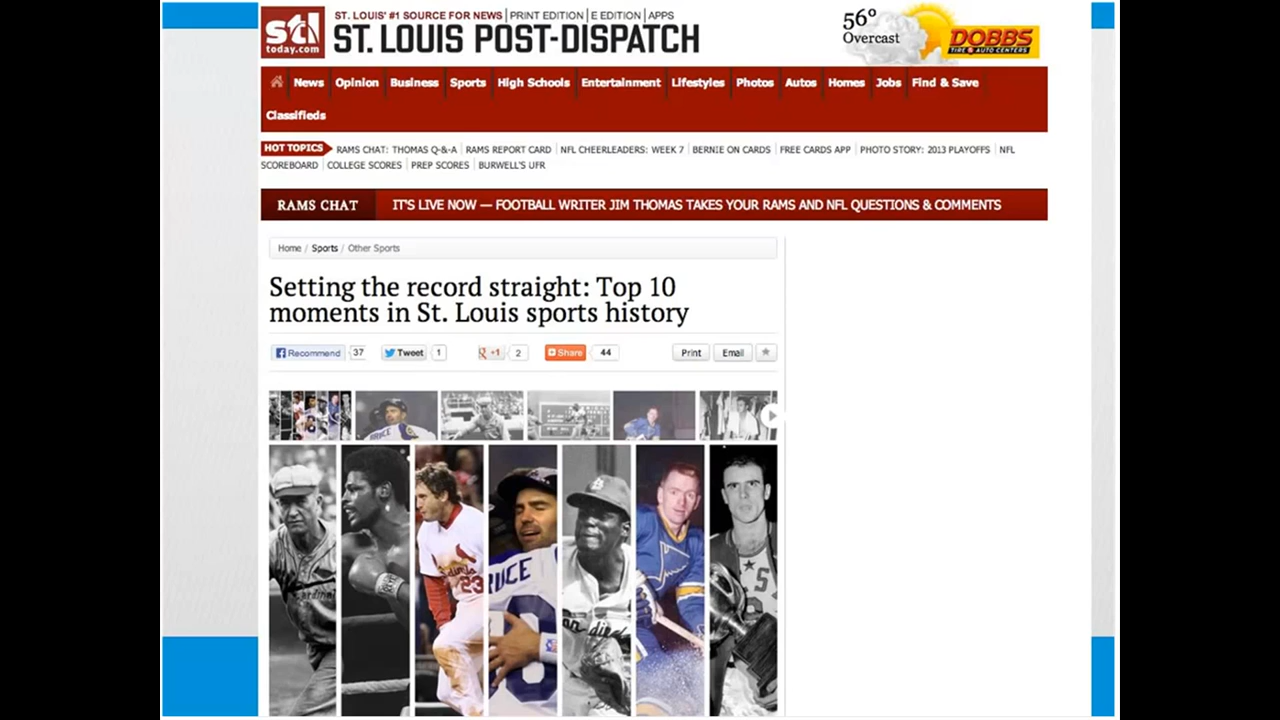 stl
today.com
ST. LOUIS' #1 SOURCE FOR NEWS | PRINT EDITION | E EDITION | APPS
ST. LOUIS POST-DISPATCH
56º
Overcast
DOBBS
TIRE & AUTO CENTERS
News Opinion Business Sports High Schools Entertainment Lifestyles Photos Autos Homes Jobs Find & Save
Classifieds
HOT TOPICS RAMS CHAT: THOMAS Q-&-A | RAMS REPORT CARD | NFL CHEERLEADERS: WEEK 7 | BERNIE ON CARDS | FREE CARDS APP | PHOTO STORY: 2013 PLAYOFFS | NFL
SCOREBOARD | COLLEGE SCORES | PREP SCORES | BURWELL'S UFR
RAMS CHAT IT'S LIVE NOW — FOOTBALL WRITER JIM THOMAS TAKES YOUR RAMS AND NFL QUESTIONS & COMMENTS
Home / Sports / Other Sports
Setting the record straight: Top 10
moments in St. Louis sports history
Recommend 37 Tweet 1 +1 2 Share 44 Print Email
23
RUCE
S